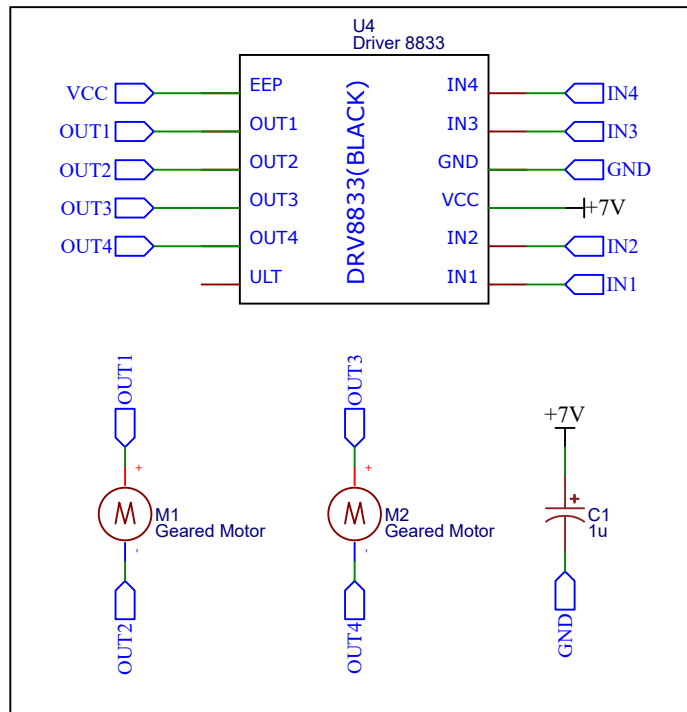 U4
Driver 8833
VCC
EEP
IN4
IN4
OUT1
OUT1
IN3
IN3
OUT2
OUT2
GND
GND
OUT3
OUT3
VCC
+7V
OUT4
OUT4
IN2
IN2
ULT
IN1
IN1
DRV8833(BLACK)
OUT1
+
M
M1
Geared Motor
-
OUT2
OUT3
+
M
M2
Geared Motor
-
OUT4
+7V
+
C1
1u
GND